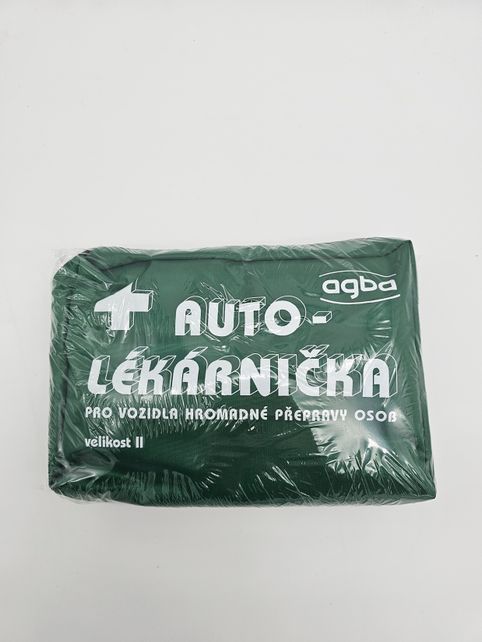 agba
AUTO-
LÉKÁRNIČKA
PRO VOZIDLA HROMADNÉ PŘEPRAVY OSOB
velikost II